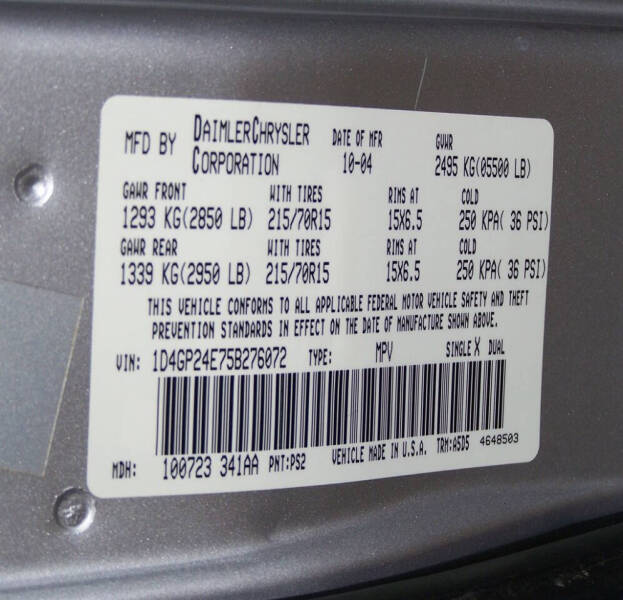 MFD BY DAIMLERCHRYSLER CORPORATION DATE OF MFR 10-04 GVWR 2495 KG(05500 LB)
GAWR FRONT WITH TIRES RIMS AT COLD
1293 KG(2850 LB) 215/70R15 15X6.5 250 KPA( 36 PSI)
GAWR REAR WITH TIRES RIMS AT COLD
1339 KG(2950 LB) 215/70R15 15X6.5 250 KPA( 36 PSI)
THIS VEHICLE CONFORMS TO ALL APPLICABLE FEDERAL MOTOR VEHICLE SAFETY AND THEFT
PREVENTION STANDARDS IN EFFECT ON THE DATE OF MANUFACTURE SHOWN ABOVE.
VIN: 1D4GP24E75B276072 TYPE: MPV SINGLE X DUAL
MDH: 100723 341AA PNT:PS2 VEHICLE MADE IN U.S.A. TRM:A5D5 4648503